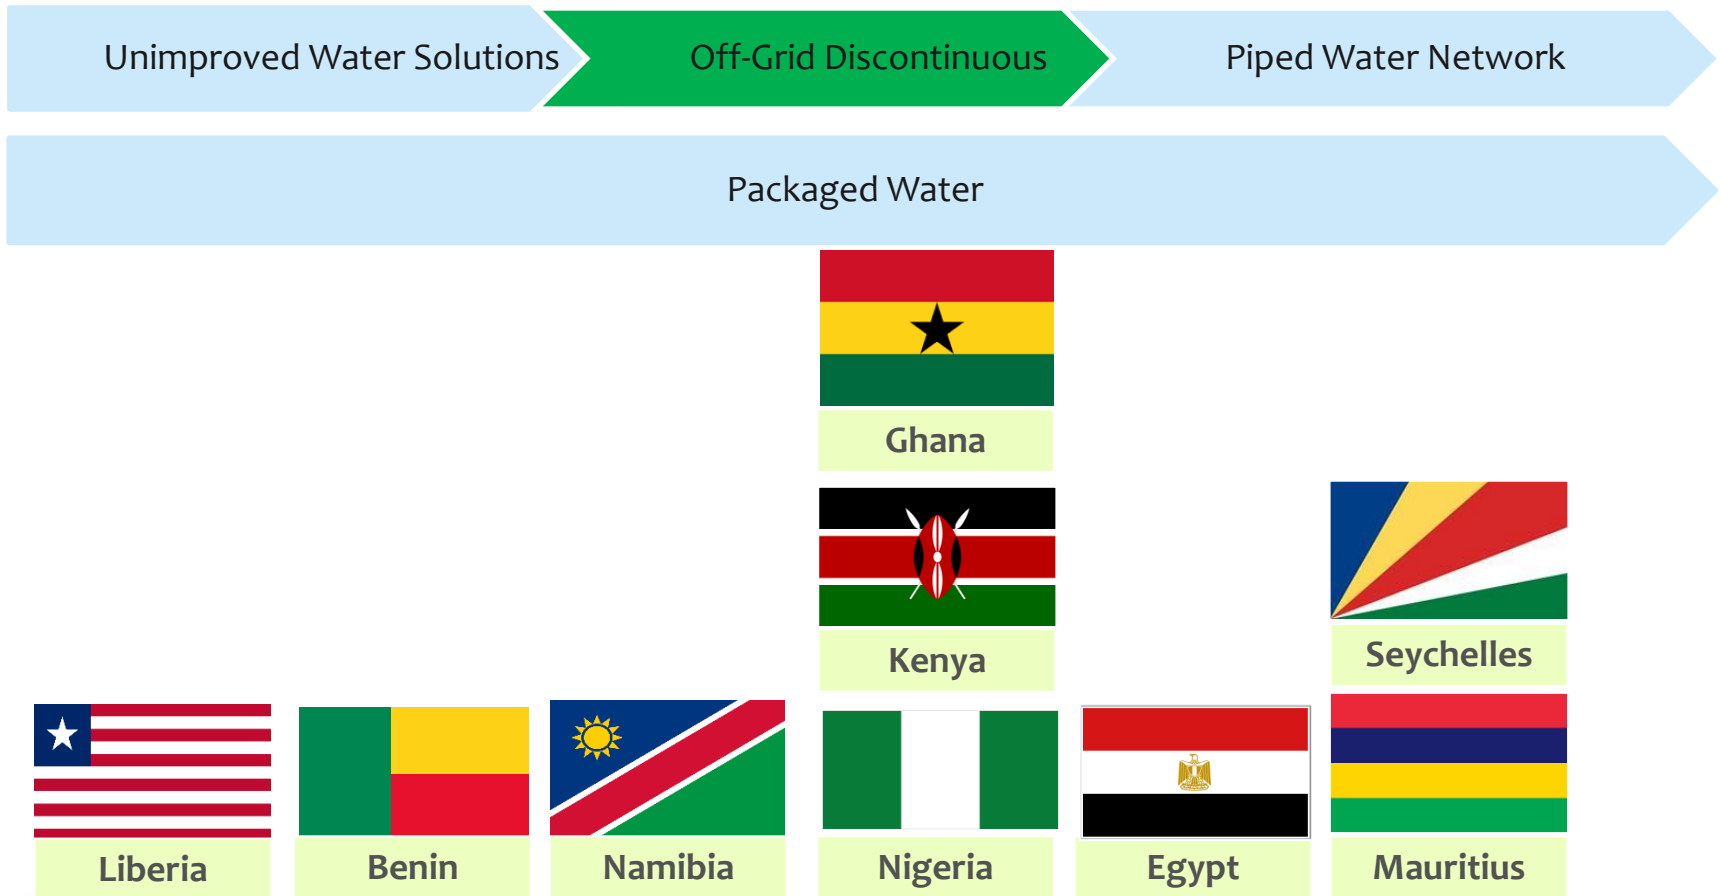 Unimproved Water Solutions
Off-Grid Discontinuous
Piped Water Network
Packaged Water
Ghana
Kenya
Seychelles
Liberia
Benin
Namibia
Nigeria
Egypt
Mauritius